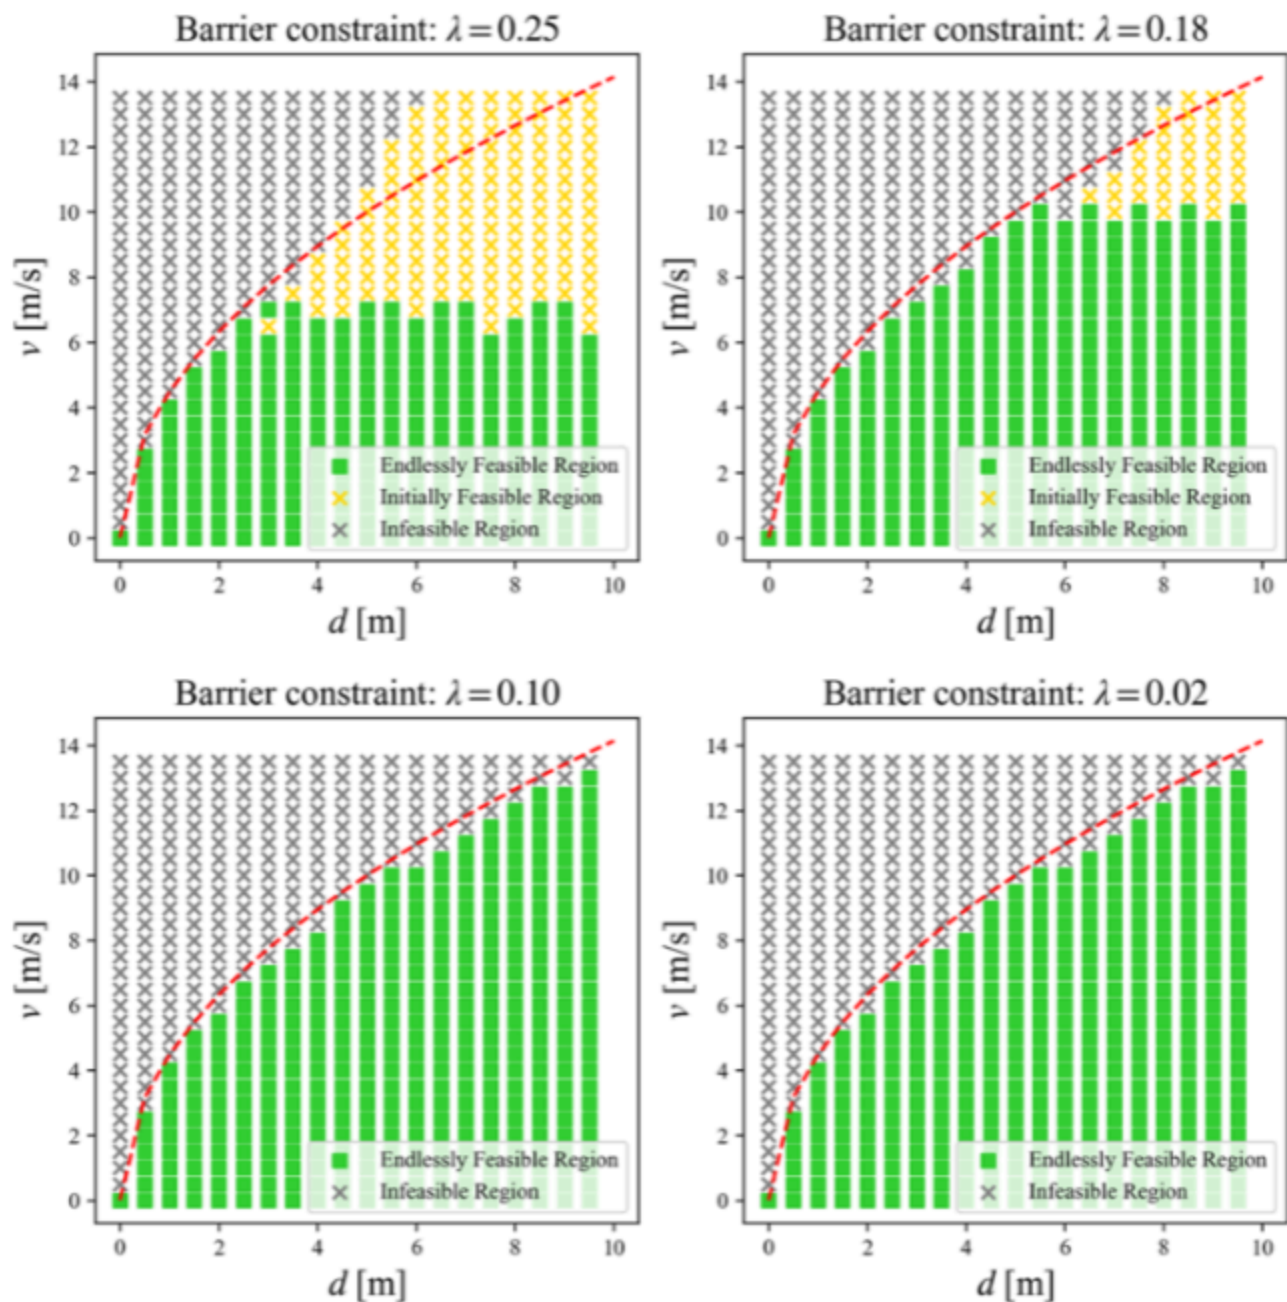 Barrier constraint: λ=0.25
14
12
10
8
6
4
2
0
v [m/s]
Endlessly Feasible Region
Initially Feasible Region
Infeasible Region
0 2 4 6 8 10
d [m]
Barrier constraint: λ=0.18
14
12
10
8
6
4
2
0
v [m/s]
Endlessly Feasible Region
Initially Feasible Region
Infeasible Region
0 2 4 6 8 10
d [m]
Barrier constraint: λ=0.10
14
12
10
8
6
4
2
0
v [m/s]
Endlessly Feasible Region
Infeasible Region
0 2 4 6 8 10
d [m]
Barrier constraint: λ=0.02
14
12
10
8
6
4
2
0
v [m/s]
Endlessly Feasible Region
Infeasible Region
0 2 4 6 8 10
d [m]